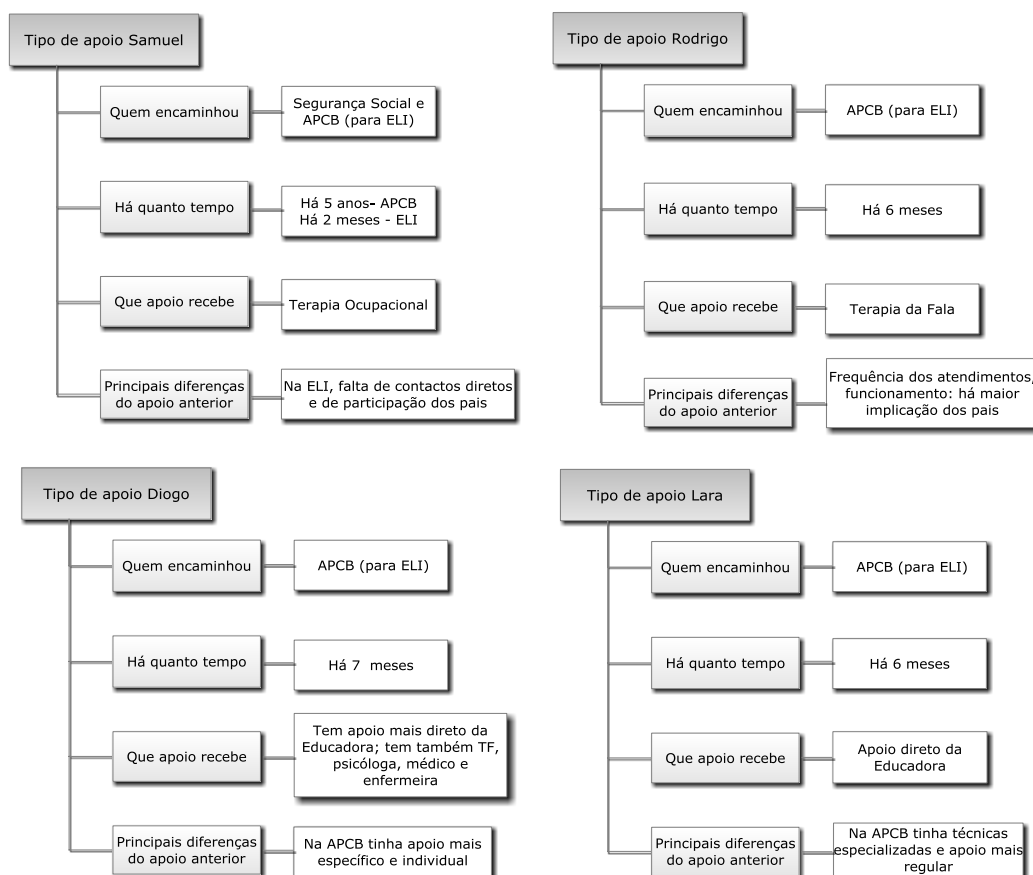 Tipo de apoio Samuel
Quem encaminhou
Segurança Social e
APCB (para ELI)
Há quanto tempo
Há 5 anos- APCB
Há 2 meses - ELI
Que apoio recebe
Terapia Ocupacional
Principais diferenças
do apoio anterior
Na ELI, falta de contactos diretos
e de participação dos pais
Tipo de apoio Rodrigo
Quem encaminhou
APCB (para ELI)
Há quanto tempo
Há 6 meses
Que apoio recebe
Terapia da Fala
Principais diferenças
do apoio anterior
Frequência dos atendimentos,
funcionamento: há maior
implicação dos pais
Tipo de apoio Diogo
Quem encaminhou
APCB (para ELI)
Há quanto tempo
Há 7 meses
Que apoio recebe
Tem apoio mais direto da
Educadora; tem também TF,
psicóloga, médico e
enfermeira
Principais diferenças
do apoio anterior
Na APCB tinha apoio mais
específico e individual
Tipo de apoio Lara
Quem encaminhou
APCB (para ELI)
Há quanto tempo
Há 6 meses
Que apoio recebe
Apoio direto da
Educadora
Principais diferenças
do apoio anterior
Na APCB tinha técnicas
especializadas e apoio mais
regular